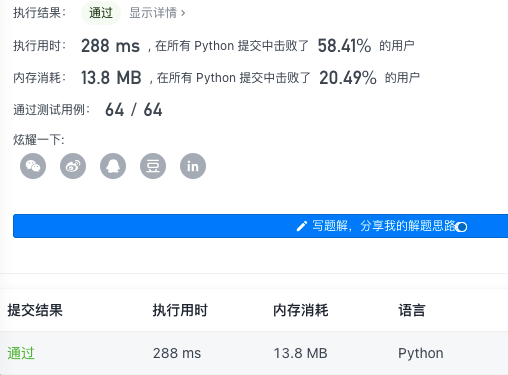 执行结果： 通过 显示详情 >
执行用时： 288 ms , 在所有 Python 提交中击败了 58.41% 的用户
内存消耗： 13.8 MB , 在所有 Python 提交中击败了 20.49% 的用户
通过测试用例： 64 / 64
炫耀一下:
豆 in
写题解，分享我的解题思路
提交结果 执行用时 内存消耗 语言
通过 288 ms 13.8 MB Python